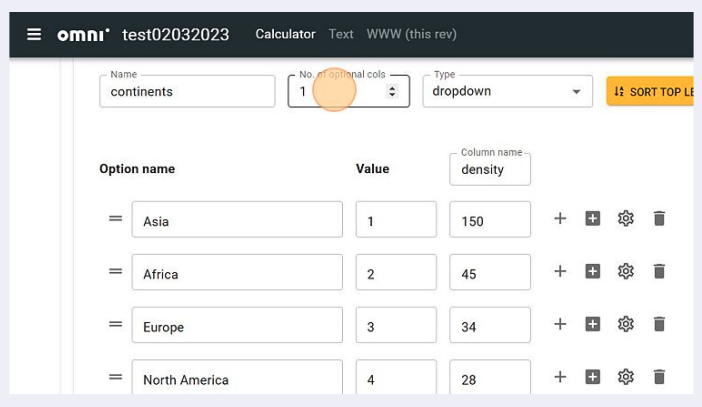 omni test02032023 Calculator Text WWW (this rev)
Name No. of optional cols Type
continents 1 dropdown SORT TOP LE
Column name
Option name Value density
Asia 1 150
Africa 2 45
Europe 3 34
North America 4 28